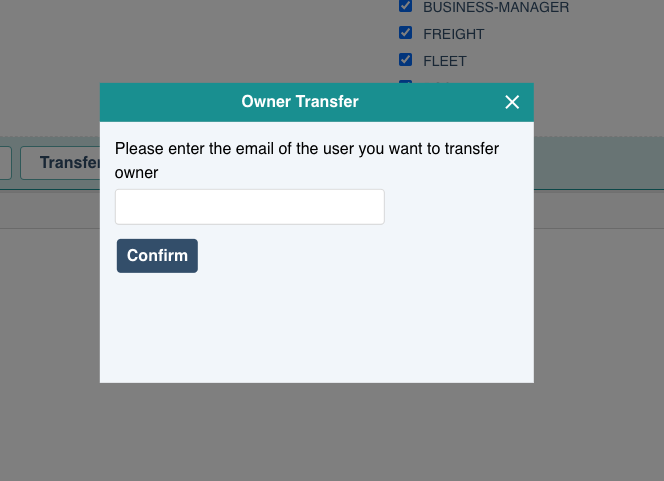 BUSINESS-MANAGER
FREIGHT
FLEET
Owner Transfer
Please enter the email of the user you want to transfer
owner
Transfer
Confirm